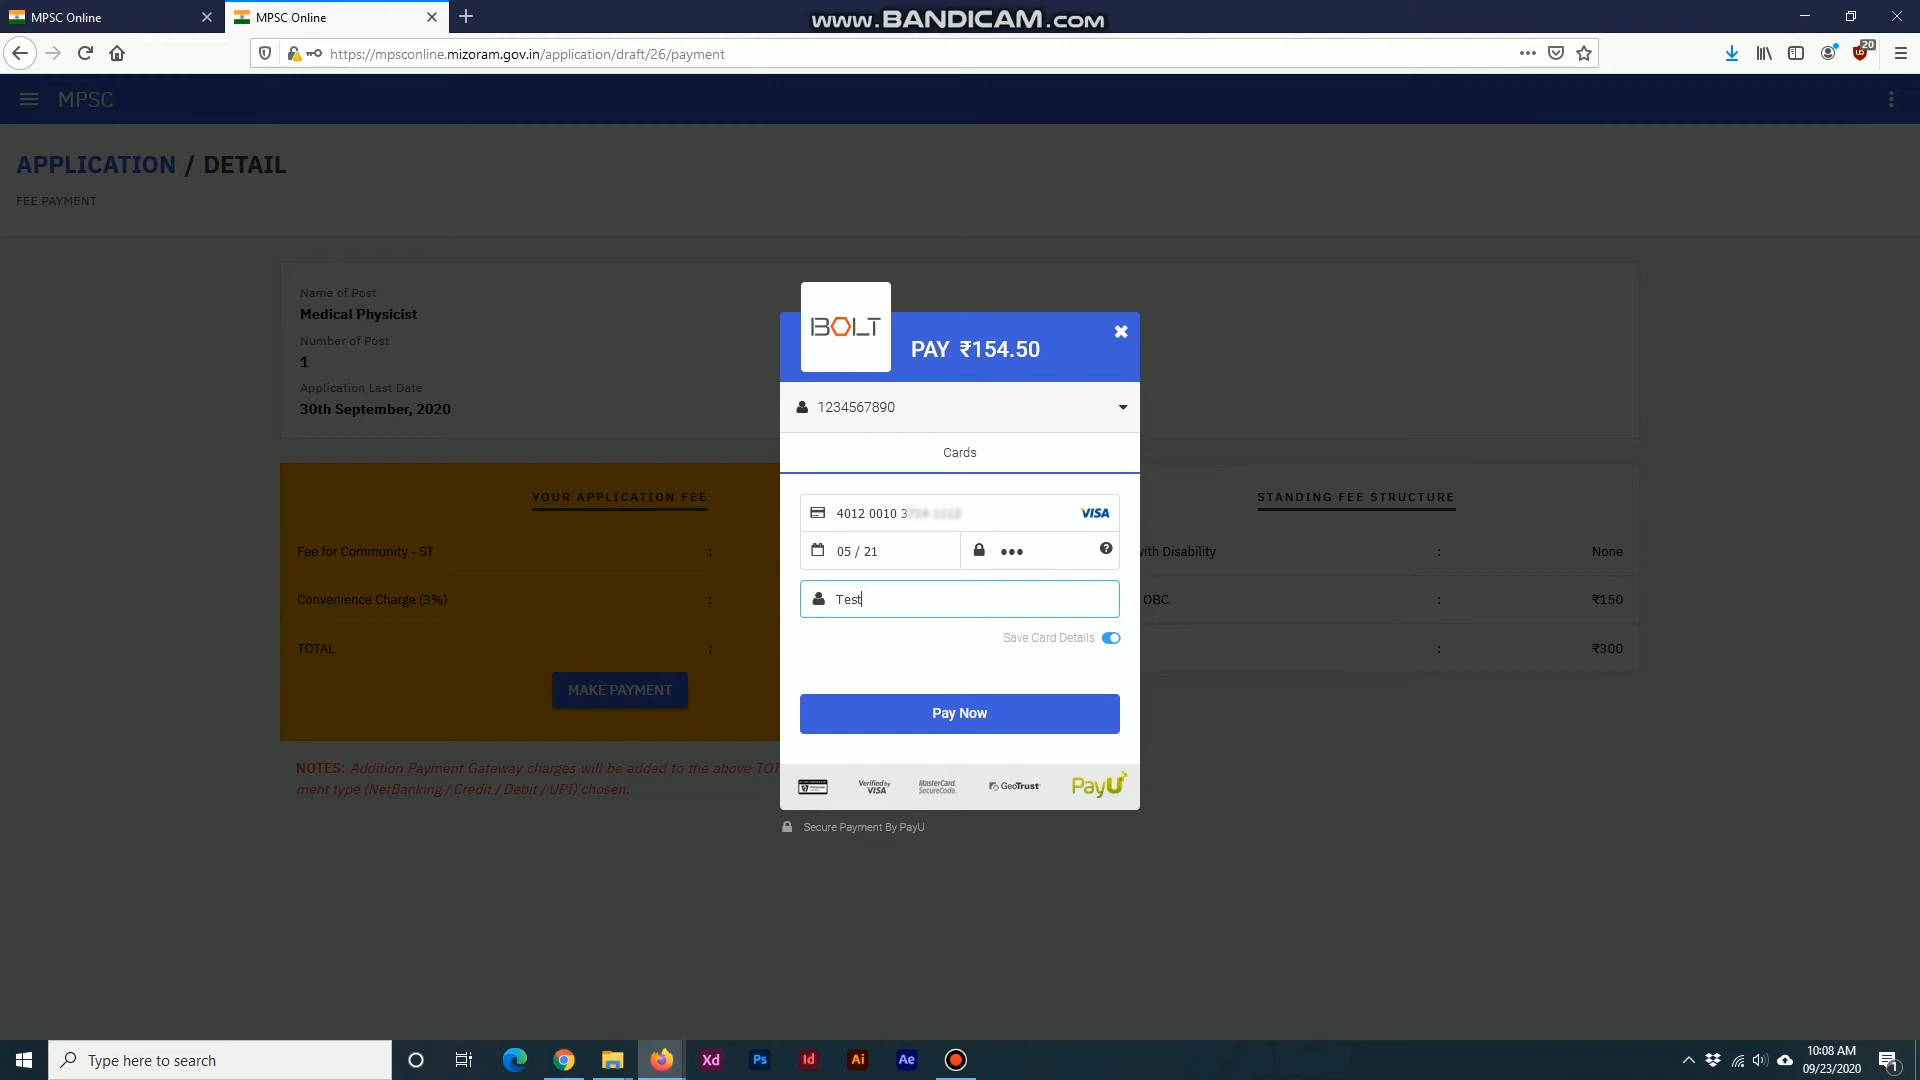 MPSC Online
MPSC Online
www.BANDICAM.com
https://mpsconline.mizoram.gov.in/application/draft/26/payment
20
MPSC
APPLICATION / DETAIL
FEE PAYMENT
Name of Post
Medical Physicist
Number of Post
1
Application Last Date
30th September, 2020
BOLT
PAY ₹154.50
1234567890
Cards
4012 0010 3
VISA
05 / 21
•••
Test
Save Card Details
Pay Now
Verified by VISA
MasterCard. SecureCode.
GeoTrust
PayU
Secure Payment By PayU
YOUR APPLICATION FEE
Fee for Community - ST :
Convenience Charge (3%) :
TOTAL :
MAKE PAYMENT
STANDING FEE STRUCTURE
with Disability : None
OBC : ₹150
: ₹300
NOTES: Addition Payment Gateway charges will be added to the above TOT
ment type (NetBanking / Credit / Debit / UPI) chosen.
Type here to search
Xd
Ps
Id
Ai
Ae
10:08 AM
09/23/2020
1